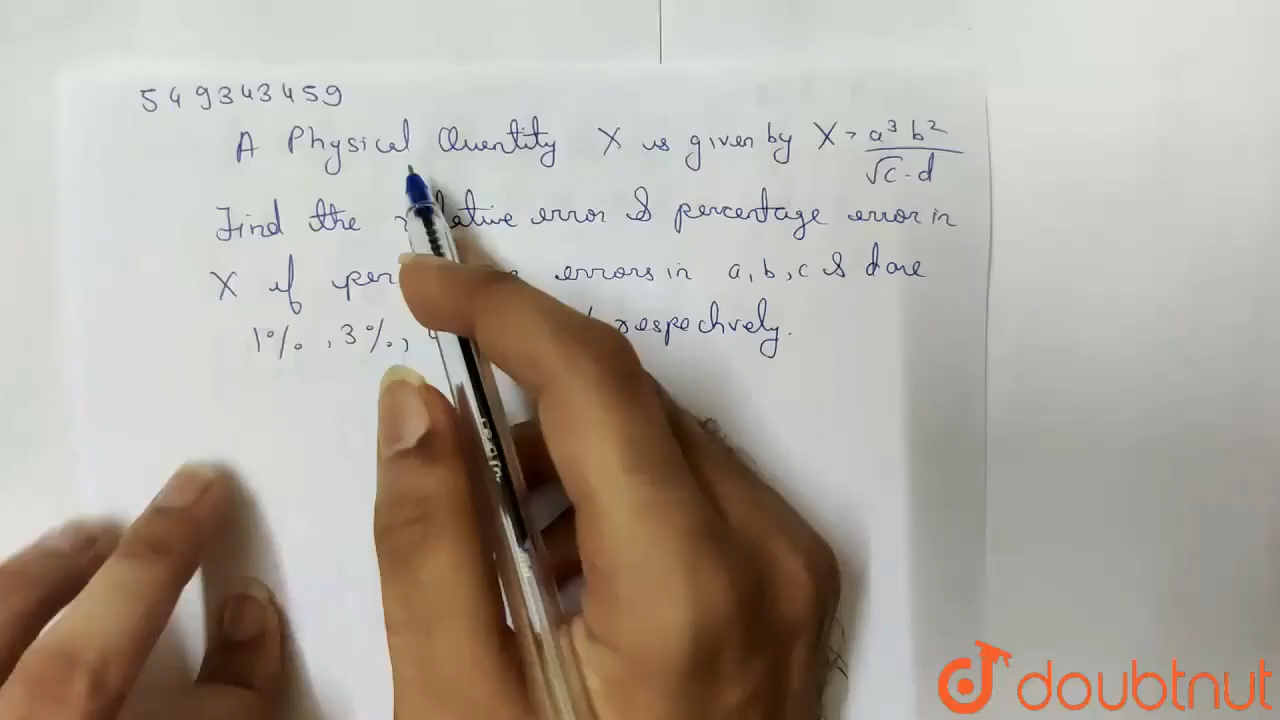 549343459
A Physical Quantity X is given by X = a³ b² / √c · d
Find the relative error & percentage error in
X if errors in a, b, c & d are
1%, 3%, respectively.
doubtnut